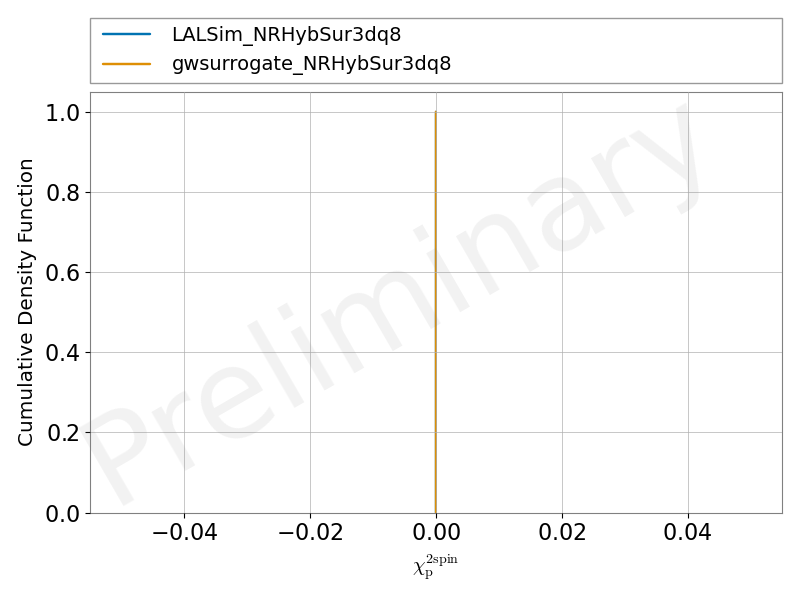 LALSim_NRHybSur3dq8
gwsurrogate_NRHybSur3dq8
Preliminary
Cumulative Density Function
1.0
0.8
0.6
0.4
0.2
0.0
−0.04 −0.02 0.00 0.02 0.04
χ_p^2spin